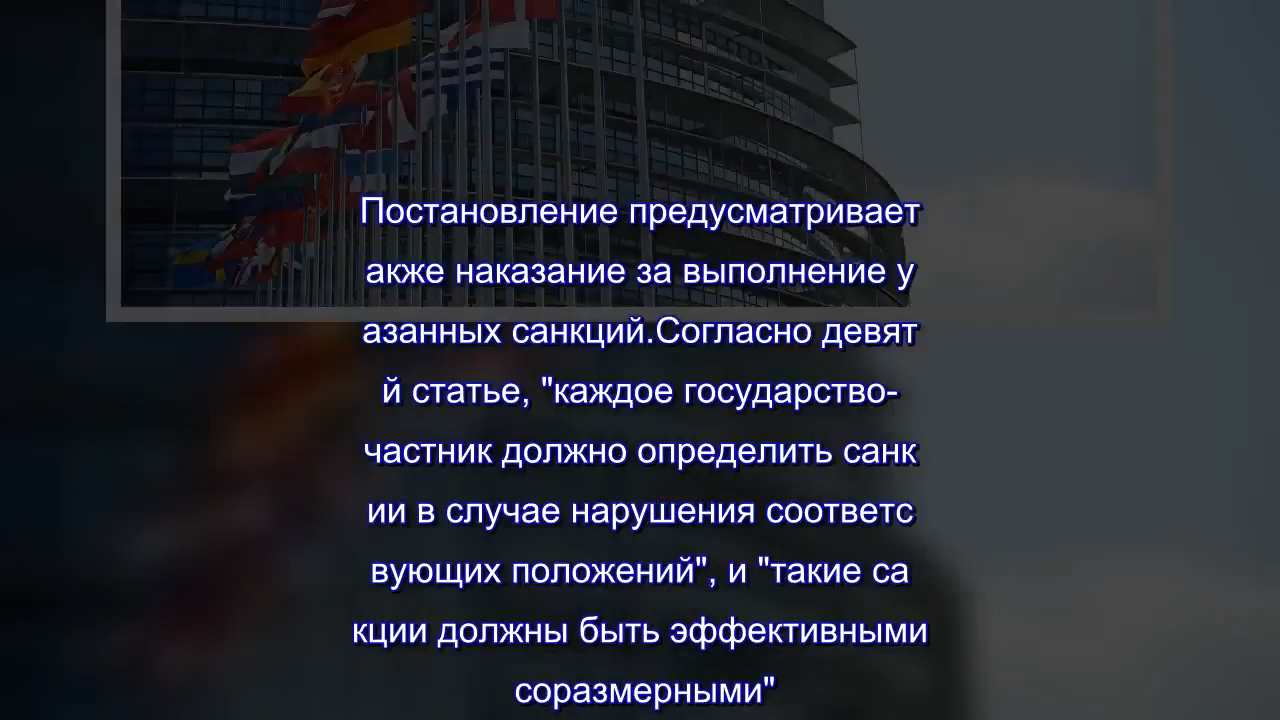 Постановление предусматривает
акже наказание за выполнение у
азанных санкций.Согласно девят
й статье, "каждое государство-
частник должно определить санк
ии в случае нарушения соответс
вующих положений", и "такие са
кции должны быть эффективными
соразмерными"